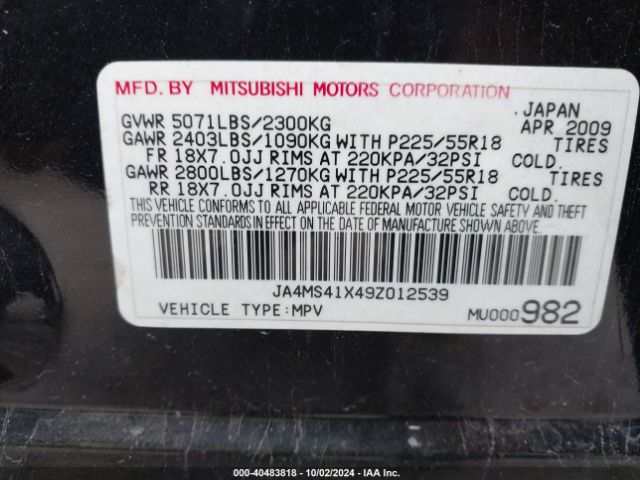 MFD. BY MITSUBISHI MOTORS CORPORATION
JAPAN
GVWR 5071LBS/2300KG APR 2009
GAWR 2403LBS/1090KG WITH P225/55R18 TIRES
FR 18X7.0JJ RIMS AT 220KPA/32PSI COLD.
GAWR 2800LBS/1270KG WITH P225/55R18 TIRES
RR 18X7.0JJ RIMS AT 220KPA/32PSI COLD.
THIS VEHICLE CONFORMS TO ALL APPLICABLE FEDERAL MOTOR VEHICLE SAFETY AND THEFT
PREVENTION STANDARDS IN EFFECT ON THE DATE OF MANUFACTURE SHOWN ABOVE.
JA4MS41X49Z012539
VEHICLE TYPE:MPV MU000982
000-40483818 - 10/02/2024 - IAA Inc.